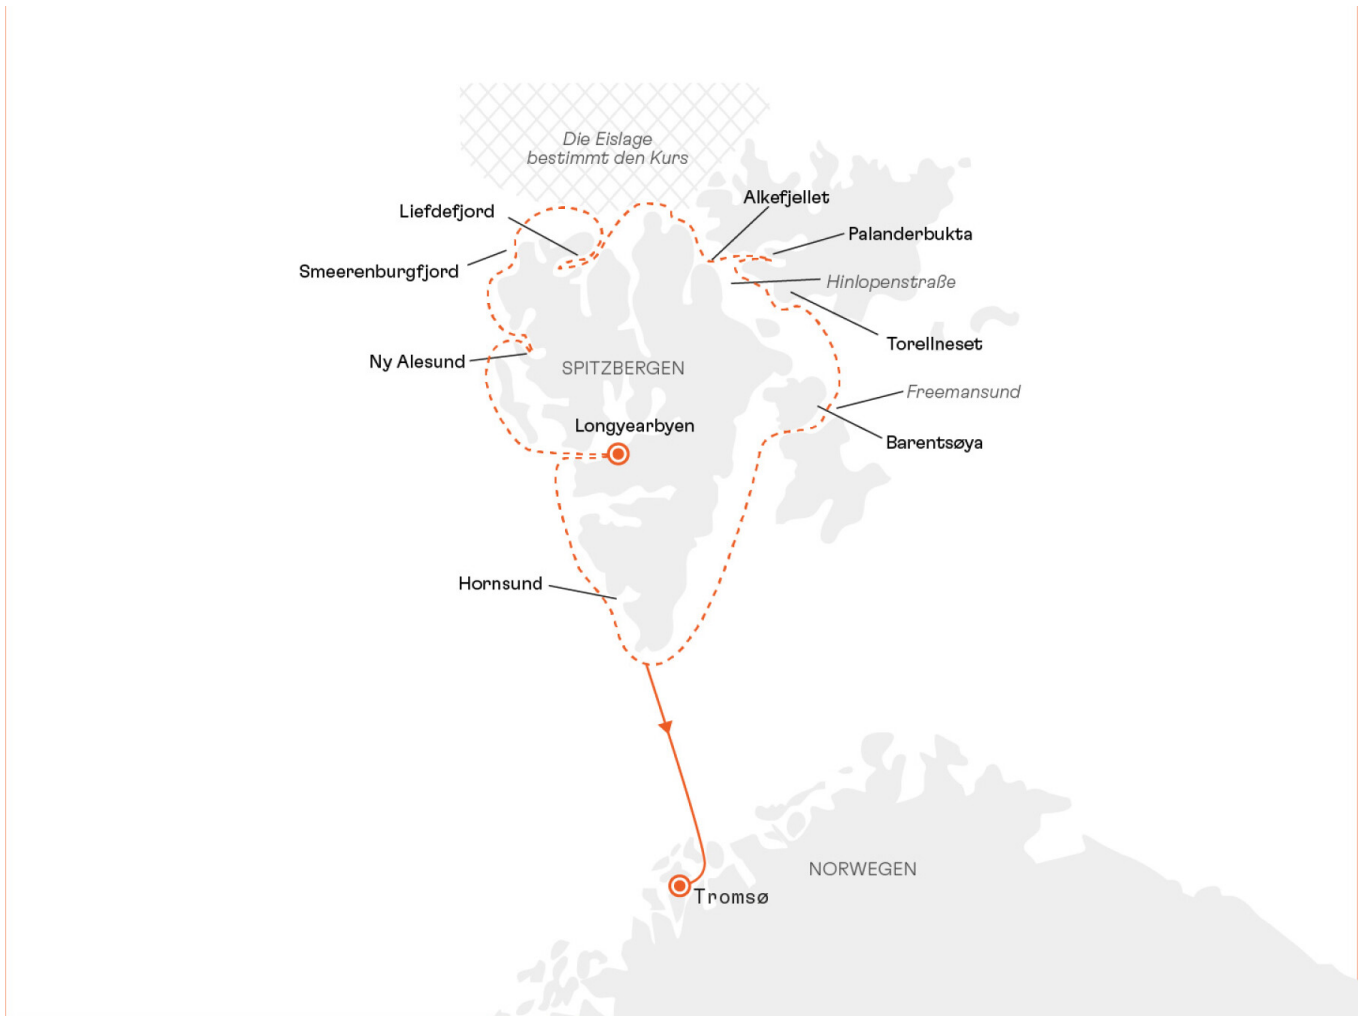 Die Eislage
bestimmt den Kurs
Alkefjellet
Liefdefjord
Palanderbukta
Smeerenburgfjord
Hinlopenstraße
Torellneset
Ny Alesund
SPITZBERGEN
Freemansund
Longyearbyen
Barentsøya
Hornsund
NORWEGEN
Tromsø